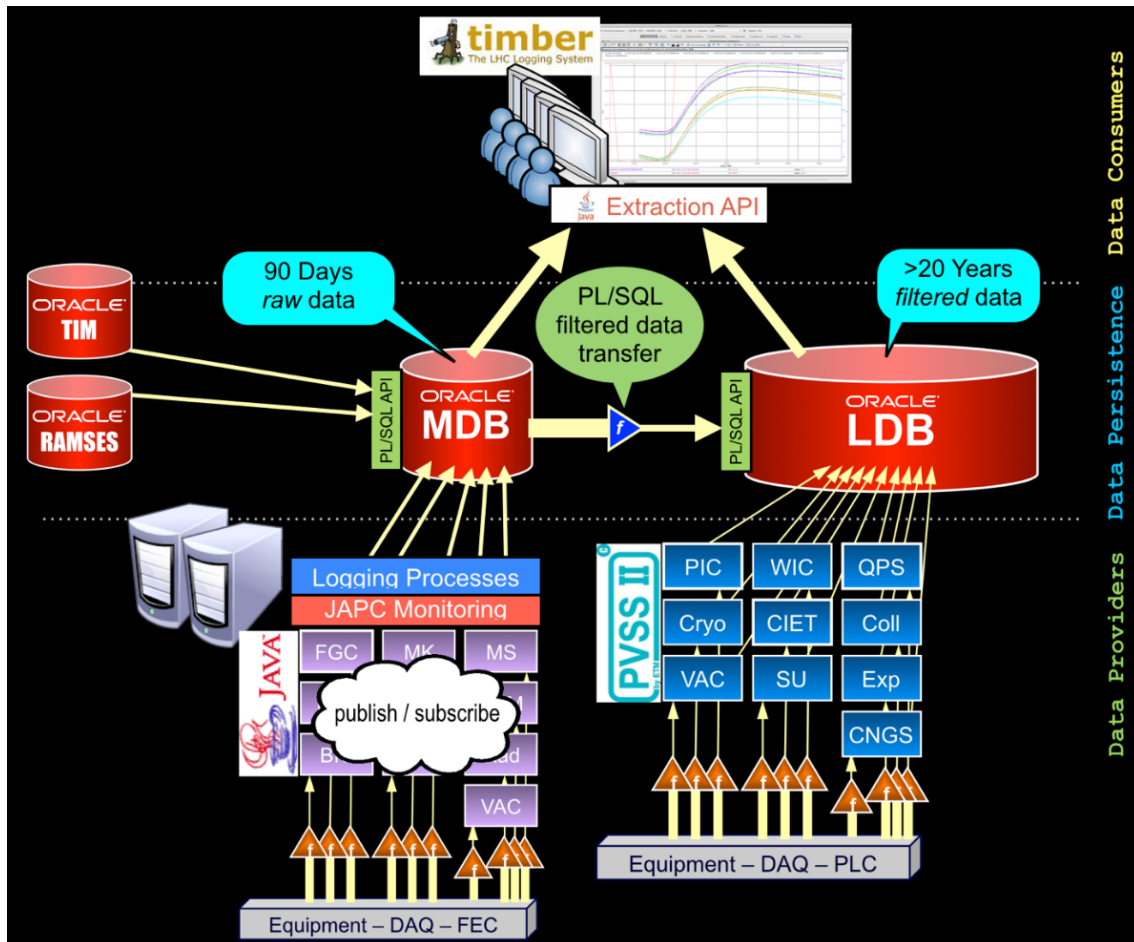 timber
The LHC Logging System
Java
Extraction API
Data Consumers
90 Days
raw data
PL/SQL
filtered data
transfer
>20 Years
filtered data
ORACLE
TIM
ORACLE
RAMSES
PL/SQL API
ORACLE
MDB
f
PL/SQL API
ORACLE
LDB
Data Persistence
Logging Processes
JAPC Monitoring
JAVA
FGC
MK
MS
publish / subscribe
VAC
f
f
f
f
f
f
f
f
f
f
Equipment – DAQ – FEC
PVSS II
by ETM
PIC
WIC
QPS
Cryo
CIET
Coll
VAC
SU
Exp
CNGS
f
f
f
f
f
f
f
f
f
f
Equipment – DAQ – PLC
Data Providers